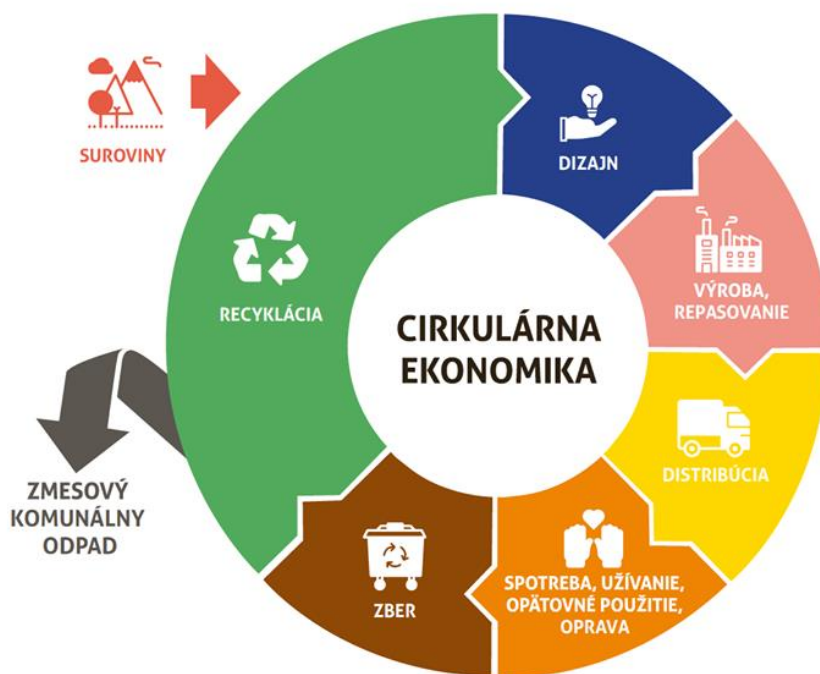 SUROVINY
DIZAJN
VÝROBA,
REPASOVANIE
RECYKLÁCIA
CIRKULÁRNA
EKONOMIKA
DISTRIBÚCIA
ZMESOVÝ
KOMUNÁLNY
ODPAD
SPOTREBA, UŽÍVANIE,
OPÄTOVNÉ POUŽITIE,
OPRAVA
ZBER